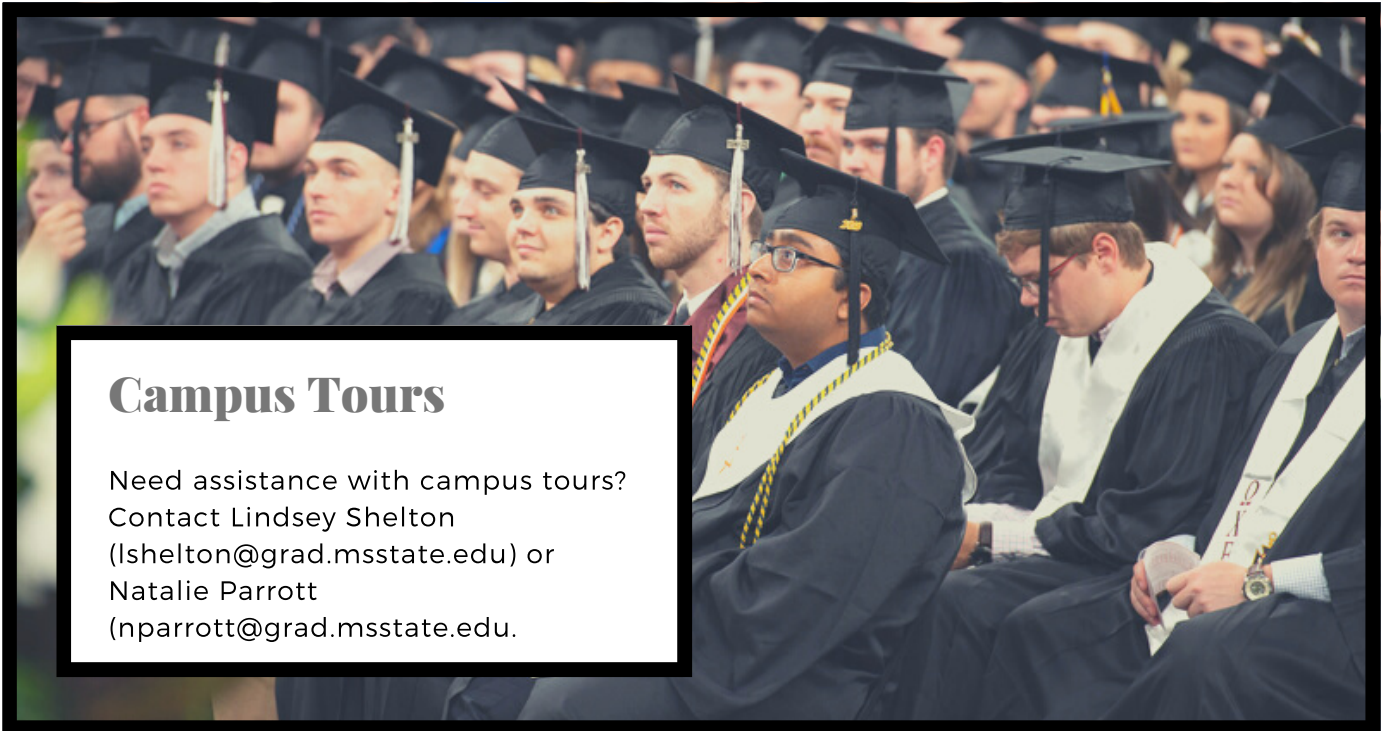 Campus Tours
Need assistance with campus tours?
Contact Lindsey Shelton
(lshelton@grad.msstate.edu) or
Natalie Parrott
(nparrott@grad.msstate.edu.